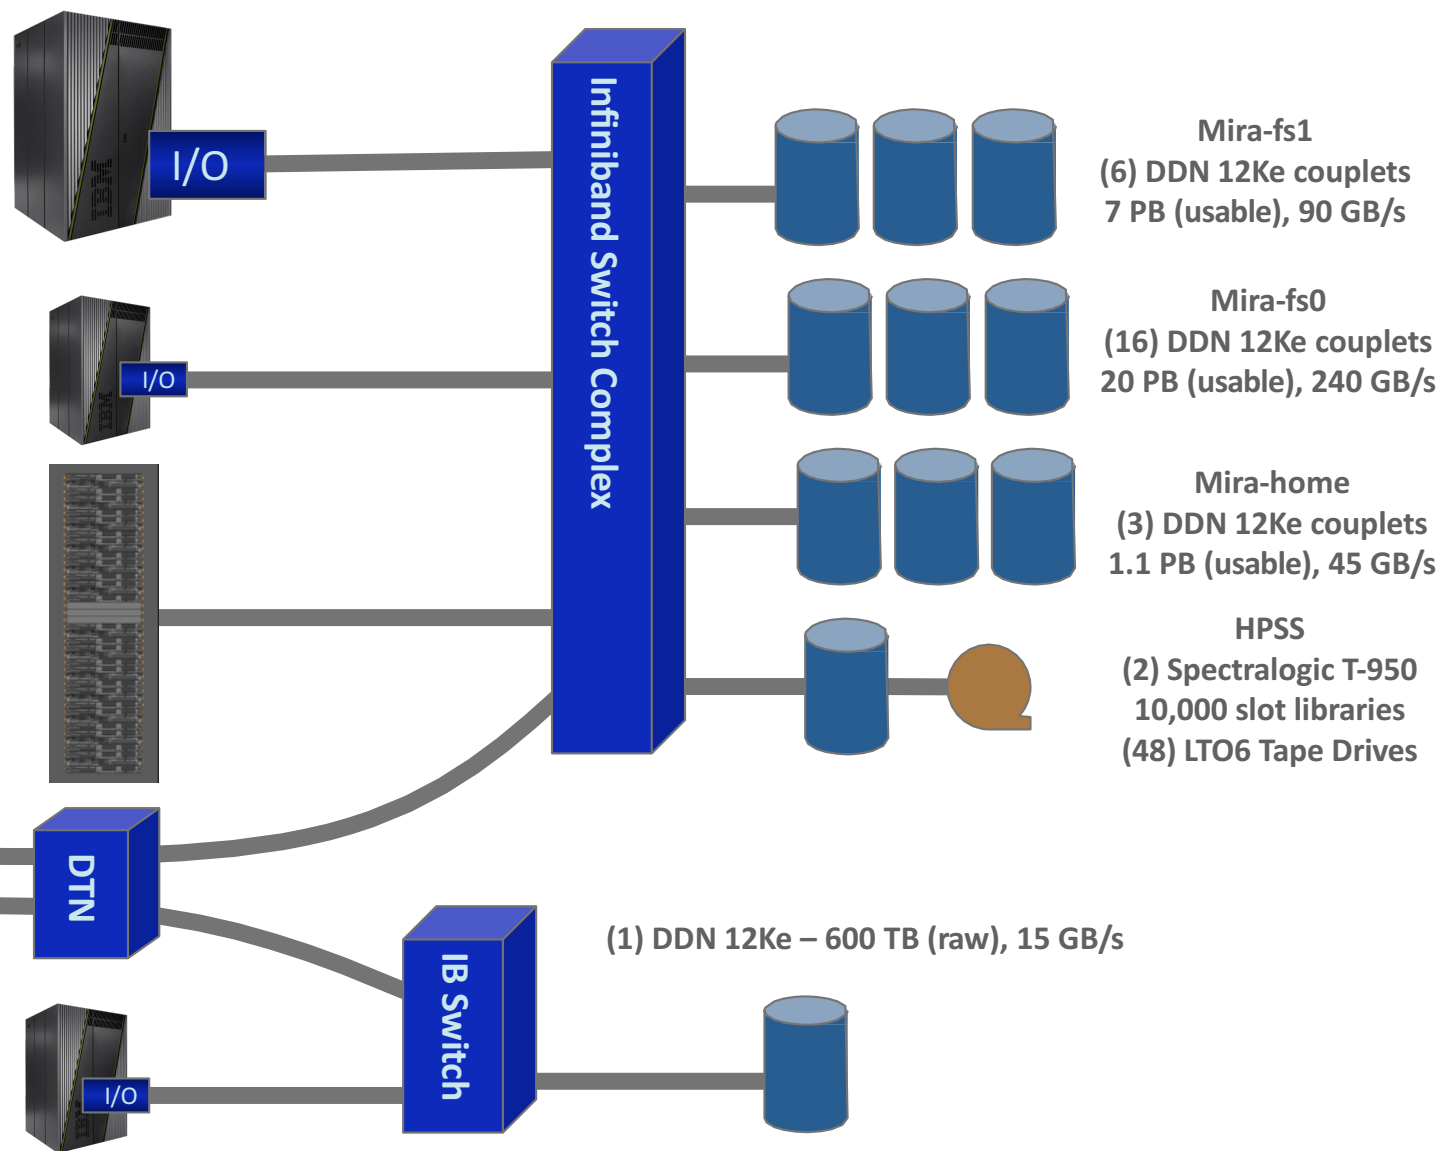 I/O
Infiniband Switch Complex
Mira-fs1
(6) DDN 12Ke couplets
7 PB (usable), 90 GB/s
I/O
Mira-fs0
(16) DDN 12Ke couplets
20 PB (usable), 240 GB/s
Mira-home
(3) DDN 12Ke couplets
1.1 PB (usable), 45 GB/s
HPSS
(2) Spectralogic T-950
10,000 slot libraries
(48) LTO6 Tape Drives
DTN
IB Switch
(1) DDN 12Ke – 600 TB (raw), 15 GB/s
I/O
IBM
IBM
IBM